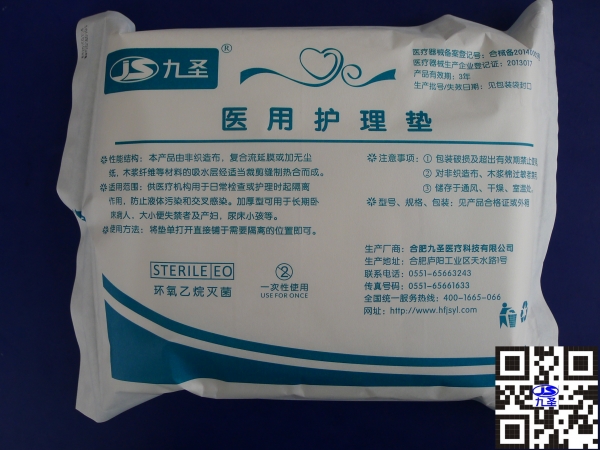 JS 九圣®
医疗器械备案登记号：合械备2014
医疗器械生产企业登记证：2013017
产品有效期：3年
生产批号/失效日期：见包装袋封口
医用护理垫
性能结构：本产品由非织造布，复合流延膜或加无尘
纸，木浆纤维等材料的吸水层经适当裁剪缝制热合而成。
适用范围：供医疗机构用于日常检查或护理时起隔离
作用，防止液体污染和交叉感染。加厚型可用于长期卧
床病人，大小便失禁者及产妇，尿床小孩等。
使用方法：将垫单打开直接铺于需要隔离的位置即可。
注意事项：① 包装破损及超出有效期禁止使用
② 对非织造布、木浆棉过敏者
③ 储存于通风、干燥、室温处
型号、规格、包装：见产品合格证或外箱
STERILE EO
环氧乙烷灭菌
2
一次性使用
USE FOR ONCE
生产厂商：合肥九圣医疗科技有限公司
生产地址：合肥庐阳工业区天水路1号
联系电话：0551-65663243
传真号码：0551-65661633
全国统一服务热线：400-1665-066
网址：http://www.hfjsyl.com
JS
九圣